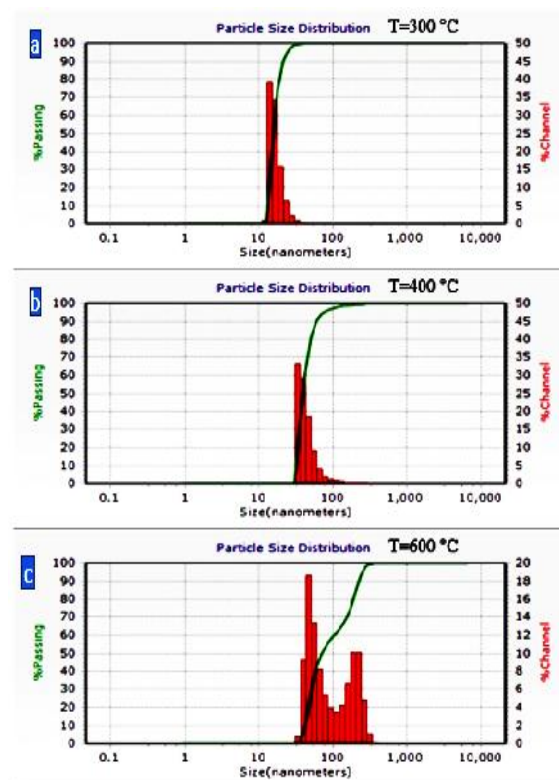 a
Particle Size Distribution T=300 °C
100 50
90 45
80 40
70 35
60 30
50 25
40 20
30 15
20 10
10 5
0 0
%Passing
%Channel
0.1 1 10 100 1,000 10,000
Size(nanometers)
b
Particle Size Distribution T=400 °C
100 50
90 45
80 40
70 35
60 30
50 25
40 20
30 15
20 10
10 5
0 0
%Passing
%Channel
0.1 1 10 100 1,000 10,000
Size(nanometers)
c
Particle Size Distribution T=600 °C
100 20
90 18
80 16
70 14
60 12
50 10
40 8
30 6
20 4
10 2
0 0
%Passing
%Channel
0.1 1 10 100 1,000 10,000
Size(nanometers)